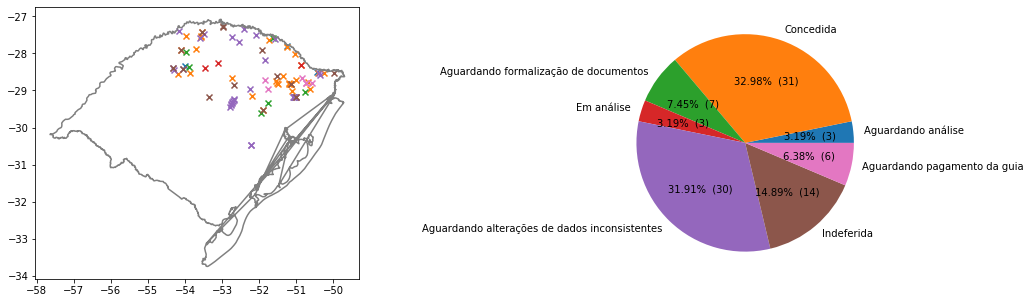 −27
−28
−29
−30
−31
−32
−33
−34
−58 −57 −56 −55 −54 −53 −52 −51 −50
Concedida
32.98% (31)
Aguardando formalização de documentos
7.45% (7)
Em análise
3.19% (3)
Aguardando análise
3.19% (3)
6.38% (6)
Aguardando pagamento da guia
31.91% (30)
14.89% (14)
Aguardando alterações de dados inconsistentes
Indeferida